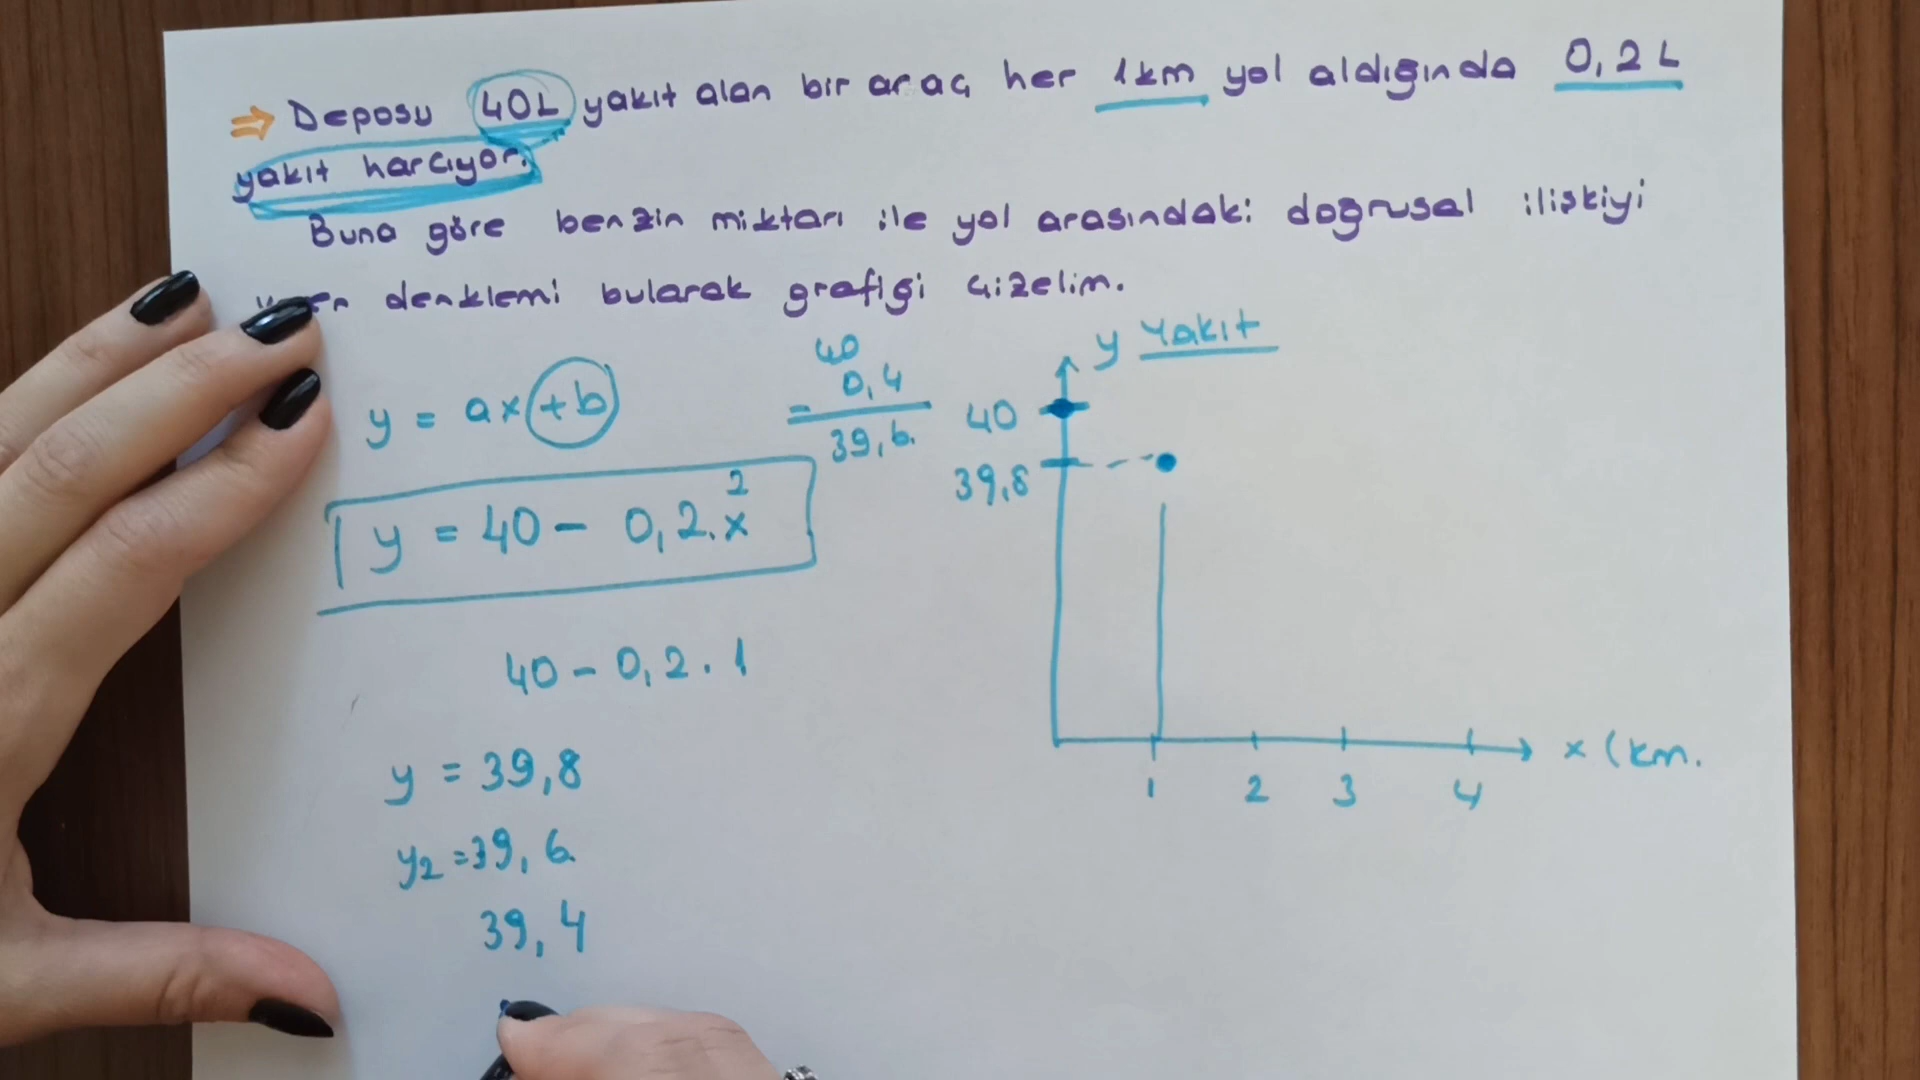 ⇒ Deposu 40L yakıt alan bir araç her 1km yol aldığında 0,2L
yakıt harcıyor.
Buna göre benzin miktarı ile yol arasındaki doğrusal ilişkiyi
denklemi bularak grafiği çizelim.
y = ax + b
40
0,4
39,6
y = 40 - 0,2.x
2
40 - 0,2 . 1
y = 39,8
y2 = 39,6
39,4
y Yakıt
40
39,8
x (km.
1 2 3 4